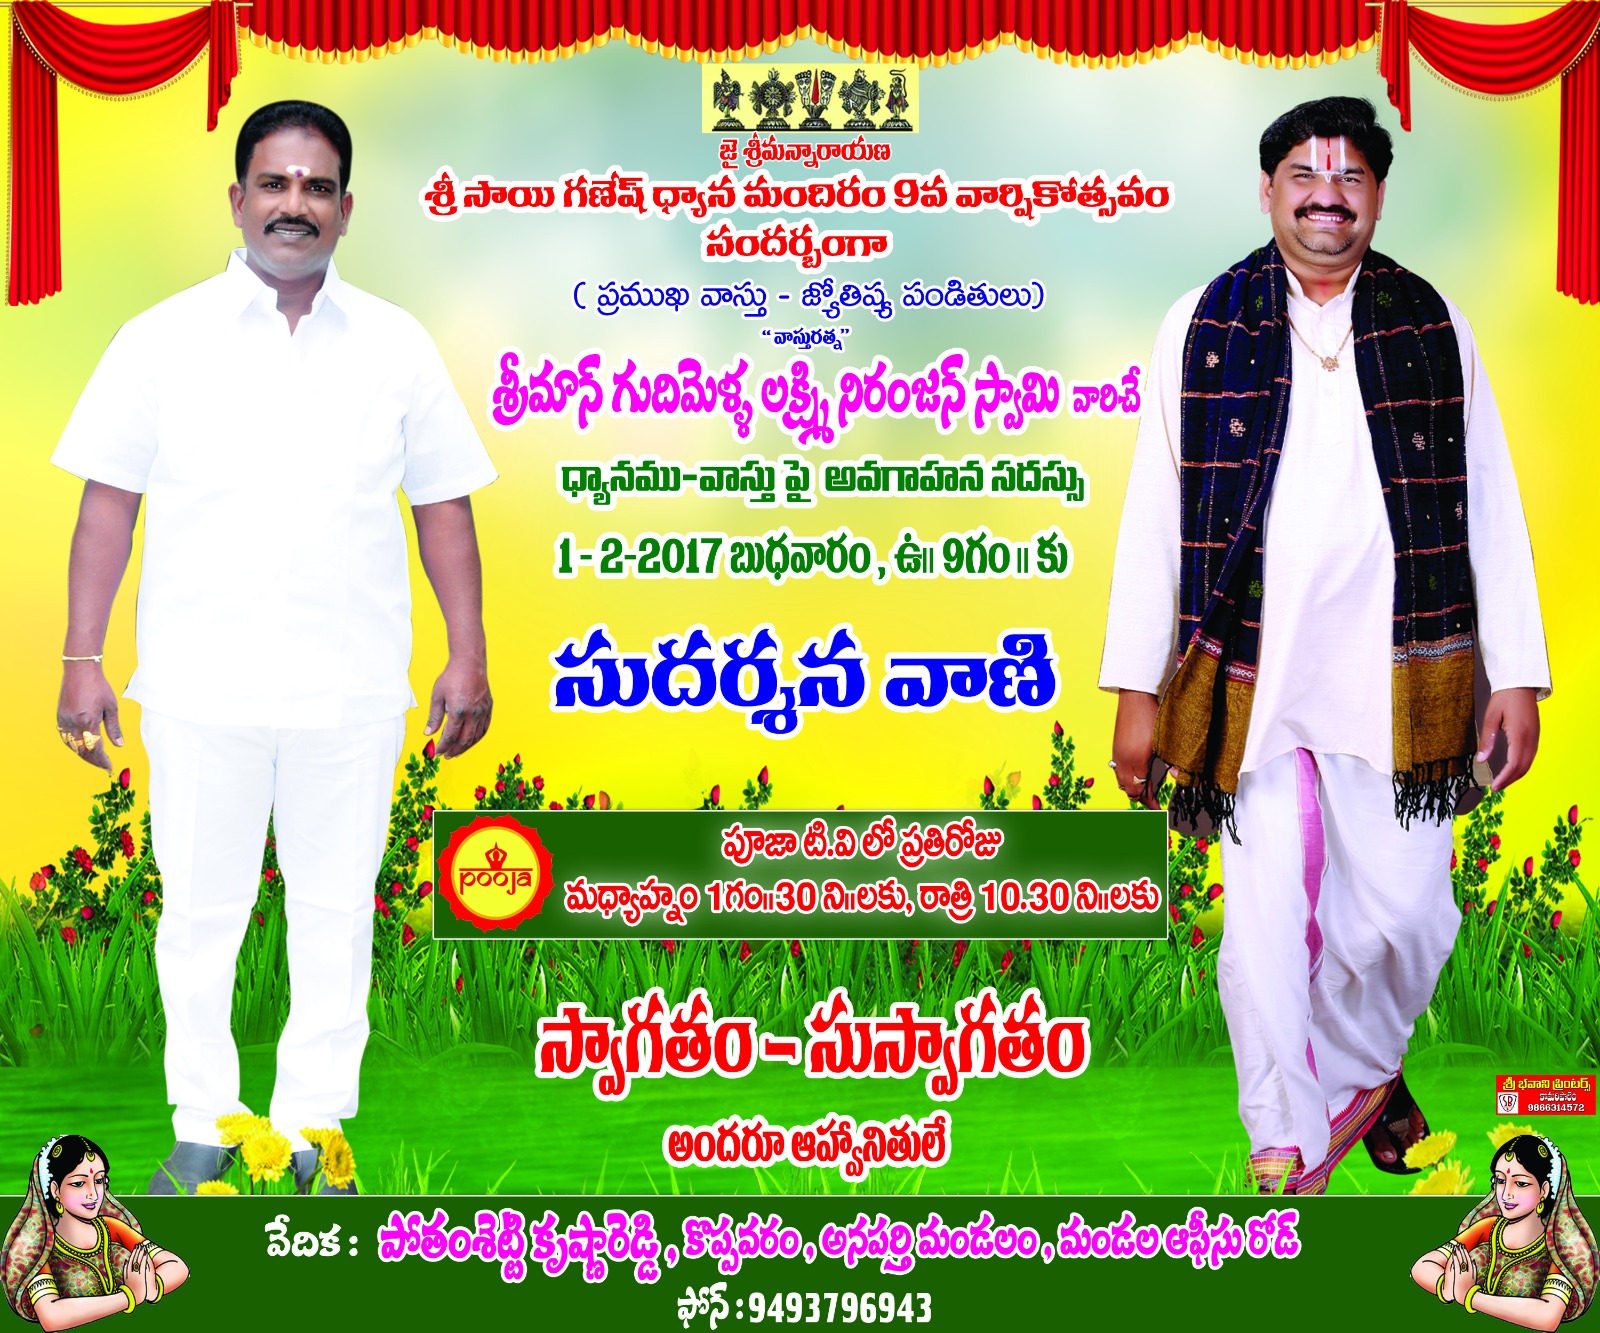 జై శ్రీమన్నారాయణ
శ్రీ సాయి గణేష్ ధ్యాన మందిరం 9వ వార్షికోత్సవం
సందర్భంగా
( ప్రముఖ వాస్తు - జ్యోతిష్య పండితులు)
“వాస్తురత్న”
శ్రీమాన్ గుదిమెళ్ళ లక్ష్మి నిరంజన్ స్వామి వారిచే
ధ్యానము-వాస్తు పై అవగాహన సదస్సు
1- 2-2017 బుధవారం , ఉ॥ 9గం ॥ కు
సుదర్శన వాణి
pooja
పూజా టి.వి లో ప్రతిరోజు
మధ్యాహ్నం 1గం॥30 ని॥లకు, రాత్రి 10.30 ని॥లకు
స్వాగతం - సుస్వాగతం
అందరూ ఆహ్వానితులే
శ్రీ భవాని ప్రింటర్స్
SB
9866314572
వేదిక : పోతంశెట్టి కృష్ణారెడ్డి , కొప్పవరం , అనపర్తి మండలం , మండల ఆఫీసు రోడ్
ఫోన్ : 9493796943